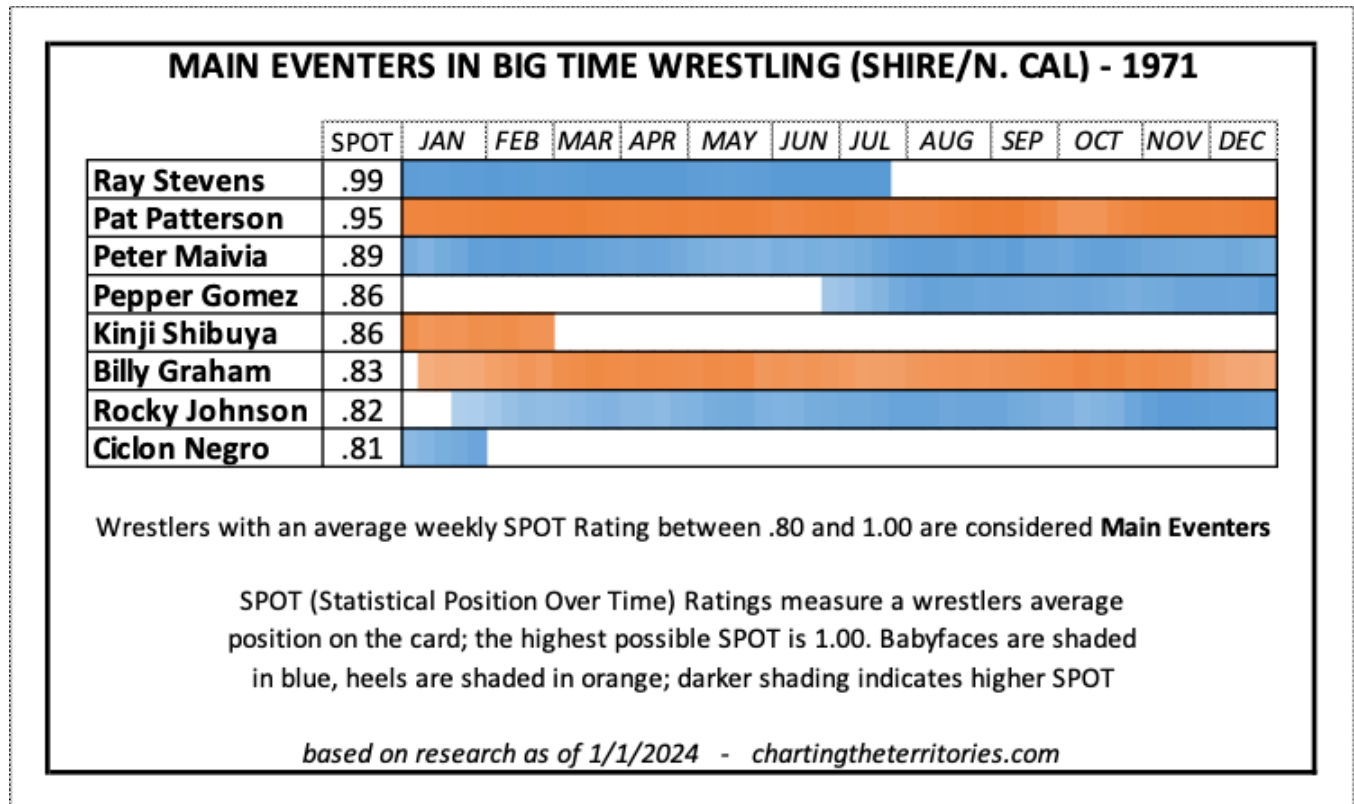 MAIN EVENTERS IN BIG TIME WRESTLING (SHIRE/N. CAL) - 1971
SPOT JAN FEB MAR APR MAY JUN JUL AUG SEP OCT NOV DEC
Ray Stevens .99
Pat Patterson .95
Peter Maivia .89
Pepper Gomez .86
Kinji Shibuya .86
Billy Graham .83
Rocky Johnson .82
Ciclon Negro .81
Wrestlers with an average weekly SPOT Rating between .80 and 1.00 are considered Main Eventers
SPOT (Statistical Position Over Time) Ratings measure a wrestlers average
position on the card; the highest possible SPOT is 1.00. Babyfaces are shaded
in blue, heels are shaded in orange; darker shading indicates higher SPOT
based on research as of 1/1/2024 - chartingtheterritories.com